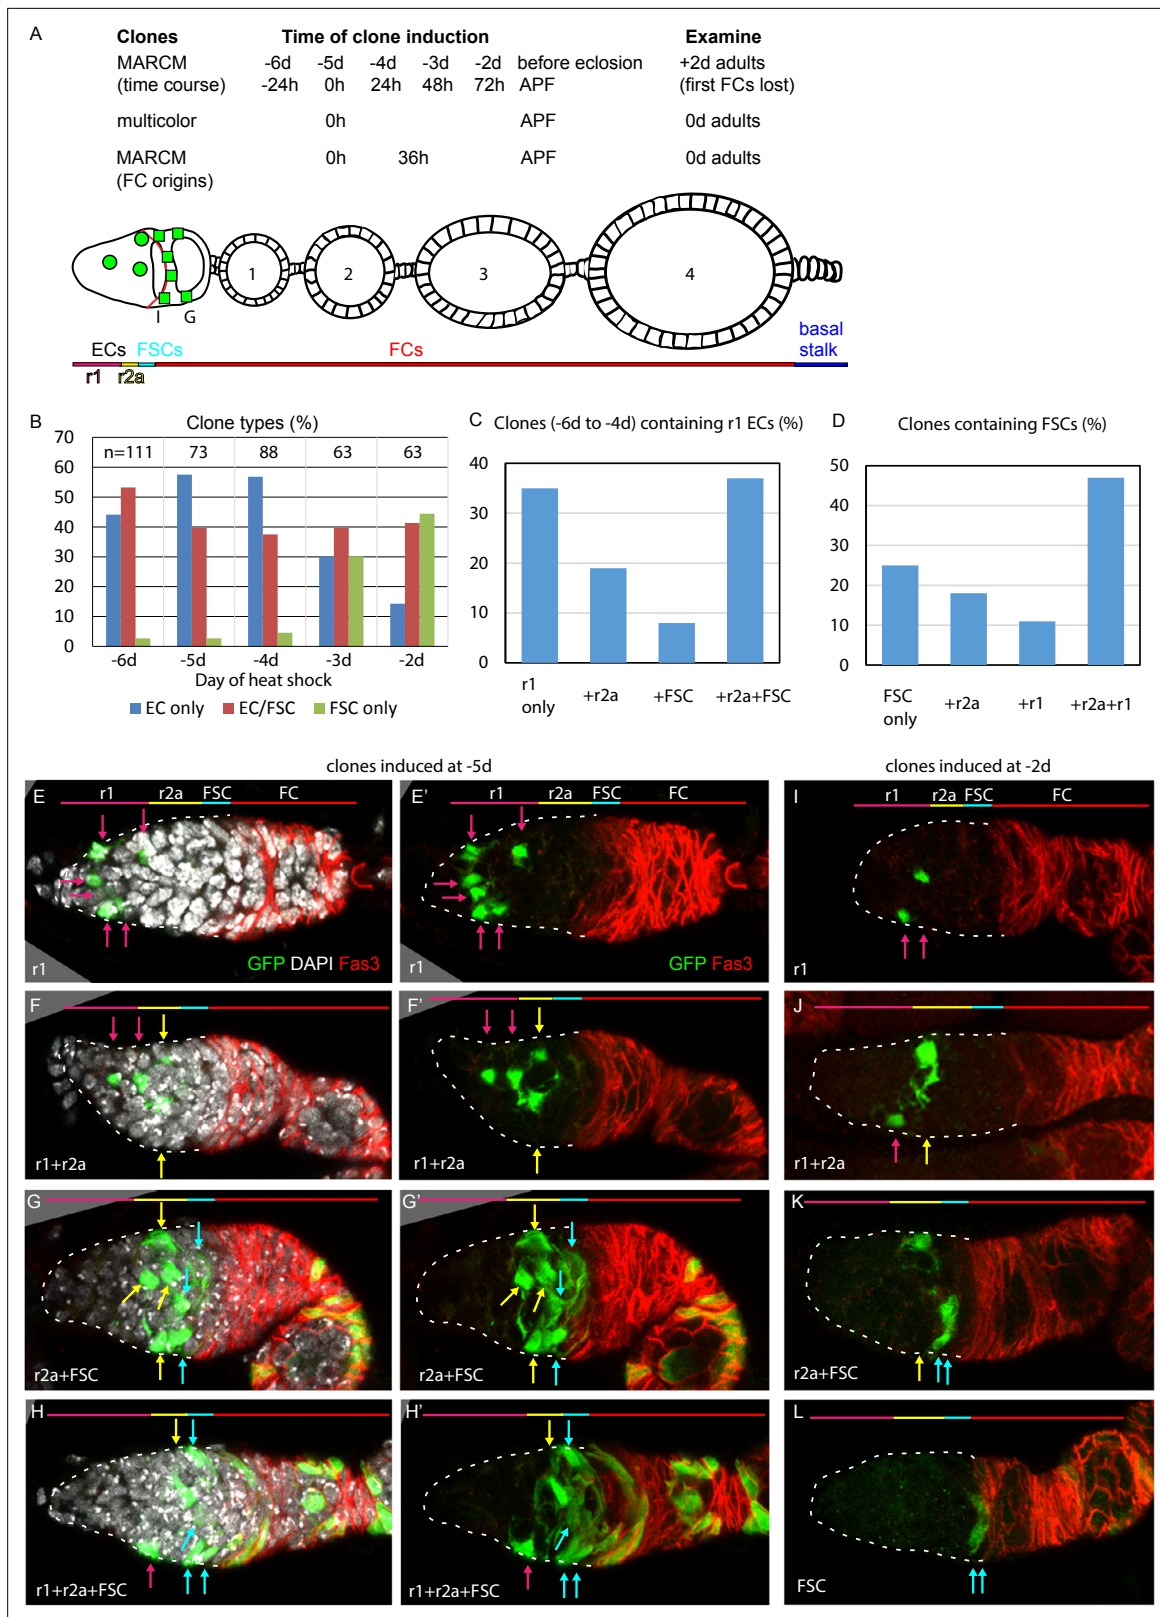 A
Clones Time of clone induction Examine
MARCM -6d -5d -4d -3d -2d before eclosion +2d adults
(time course) -24h 0h 24h 48h 72h APF (first FCs lost)
multicolor 0h APF 0d adults
MARCM 0h 36h APF 0d adults
(FC origins)
1 2 3 4
I G
ECs FSCs FCs basal
stalk
r1 r2a
B Clone types (%)
70
60
50
40
30
20
10
0
n=111 73 88 63 63
-6d -5d -4d -3d -2d
Day of heat shock
EC only EC/FSC FSC only
C Clones (-6d to -4d) containing r1 ECs (%)
40
30
20
10
0
r1
only
+r2a +FSC +r2a+FSC
D Clones containing FSCs (%)
50
40
30
20
10
0
FSC
only
+r2a +r1 +r2a+r1
clones induced at -5d clones induced at -2d
E r1 r2a FSC FC
GFP DAPI Fas3
r1
E' r1 r2a FSC FC
GFP Fas3
I r1 r2a FSC FC
r1
F
r1+r2a
F'
J
r1+r2a
G
r2a+FSC
G'
K
r2a+FSC
H
r1+r2a+FSC
H'
r1+r2a+FSC
L
FSC